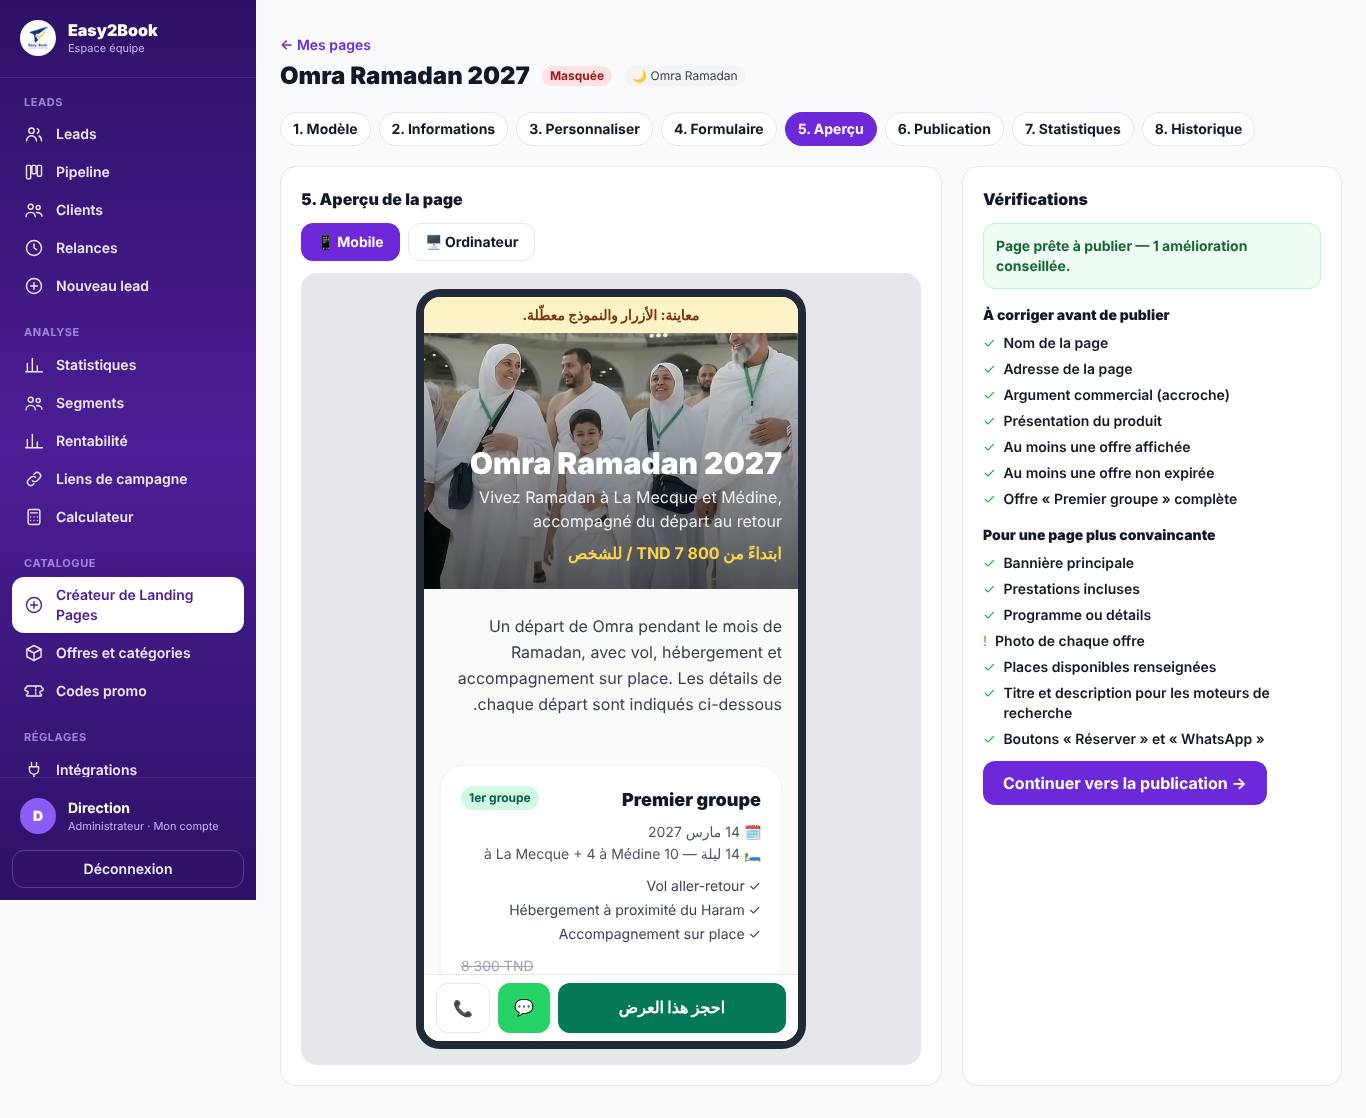 Easy2Book
Espace équipe
LEADS
Leads
Pipeline
Clients
Relances
Nouveau lead
ANALYSE
Statistiques
Segments
Rentabilité
Liens de campagne
Calculateur
CATALOGUE
Créateur de Landing
Pages
Offres et catégories
Codes promo
RÉGLAGES
Intégrations
D
Direction
Administrateur · Mon compte
Déconnexion
← Mes pages
Omra Ramadan 2027
Masquée
🌙 Omra Ramadan
1. Modèle
2. Informations
3. Personnaliser
4. Formulaire
5. Aperçu
6. Publication
7. Statistiques
8. Historique
5. Aperçu de la page
📱 Mobile
🖥️ Ordinateur
معاينة: الأزرار والنموذج معطّلة.
Omra Ramadan 2027
Vivez Ramadan à La Mecque et Médine,
accompagné du départ au retour
ابتداءً من 800 7 TND / للشخص
Un départ de Omra pendant le mois de
Ramadan, avec vol, hébergement et
accompagnement sur place. Les détails de
.chaque départ sont indiqués ci-dessous
1er groupe
Premier groupe
🗓️ 14 مارس 2027
🛏️ 14 ليلة — 10 à La Mecque + 4 à Médine
Vol aller-retour ✓
Hébergement à proximité du Haram ✓
Accompagnement sur place ✓
8 300 TND
📞
💬
احجز هذا العرض
Vérifications
Page prête à publier — 1 amélioration
conseillée.
À corriger avant de publier
✓ Nom de la page
✓ Adresse de la page
✓ Argument commercial (accroche)
✓ Présentation du produit
✓ Au moins une offre affichée
✓ Au moins une offre non expirée
✓ Offre « Premier groupe » complète
Pour une page plus convaincante
✓ Bannière principale
✓ Prestations incluses
✓ Programme ou détails
! Photo de chaque offre
✓ Places disponibles renseignées
✓ Titre et description pour les moteurs de
recherche
✓ Boutons « Réserver » et « WhatsApp »
Continuer vers la publication →